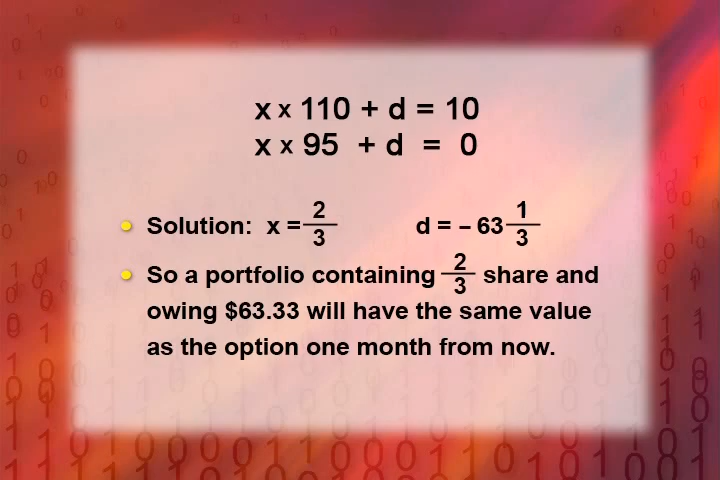 x x 110 + d = 10
x x 95 + d = 0
Solution: x = 2/3 d = – 63 1/3
So a portfolio containing 2/3 share and
owing $63.33 will have the same value
as the option one month from now.